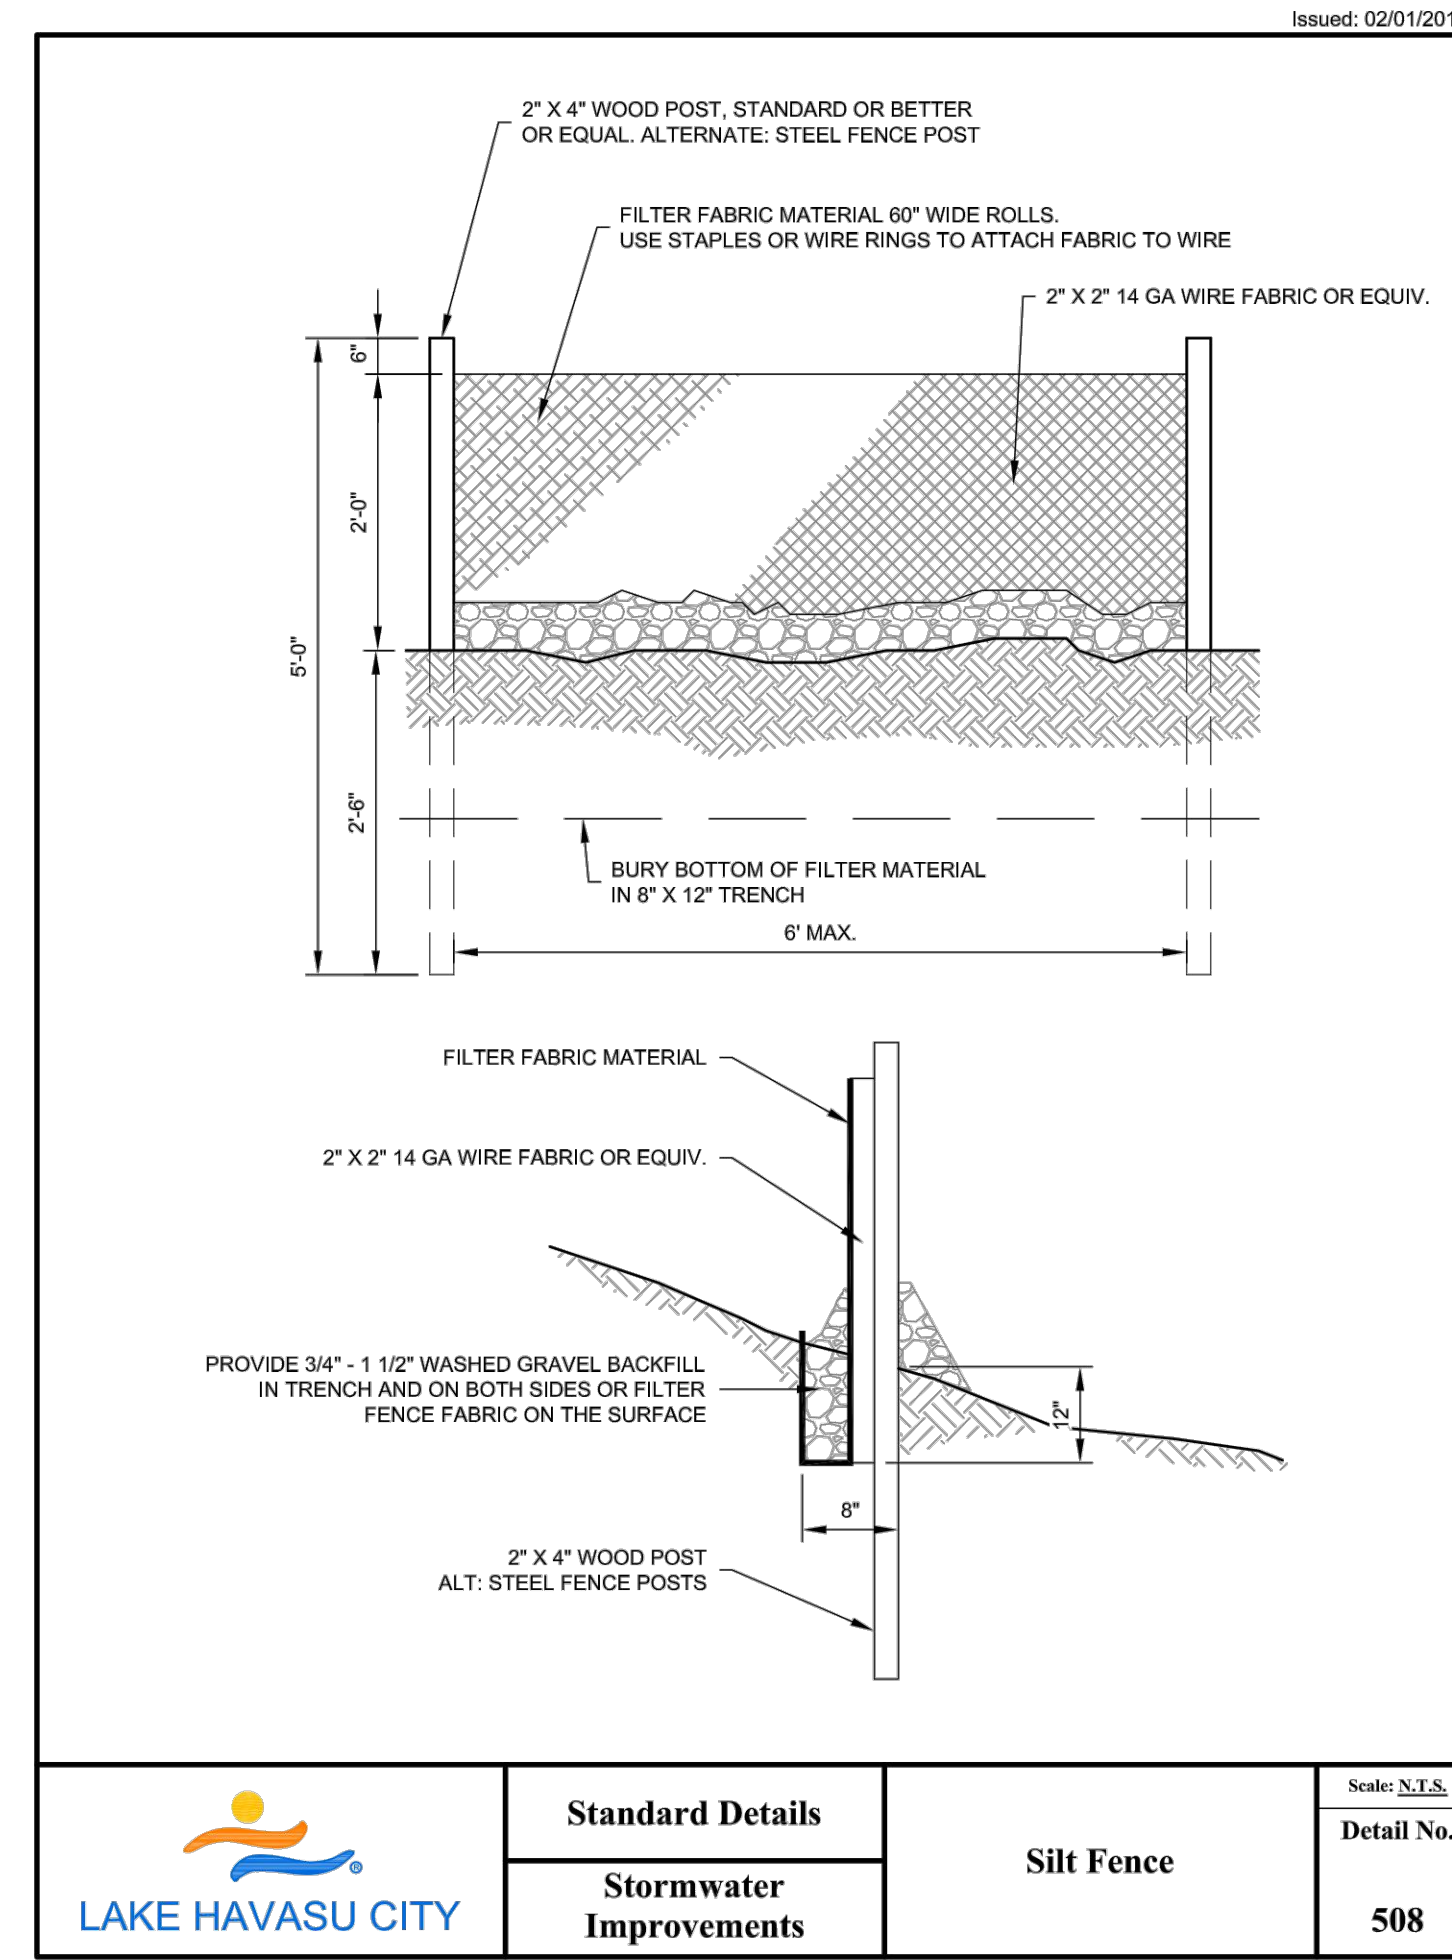 Issued: 02/01/201
2" X 4" WOOD POST, STANDARD OR BETTER
OR EQUAL. ALTERNATE: STEEL FENCE POST
FILTER FABRIC MATERIAL 60" WIDE ROLLS.
USE STAPLES OR WIRE RINGS TO ATTACH FABRIC TO WIRE
2" X 2" 14 GA WIRE FABRIC OR EQUIV.
6"
2'-0"
5'-0"
2'-6"
BURY BOTTOM OF FILTER MATERIAL
IN 8" X 12" TRENCH
6' MAX.
FILTER FABRIC MATERIAL
2" X 2" 14 GA WIRE FABRIC OR EQUIV.
PROVIDE 3/4" - 1 1/2" WASHED GRAVEL BACKFILL
IN TRENCH AND ON BOTH SIDES OR FILTER
FENCE FABRIC ON THE SURFACE
12"
8"
2" X 4" WOOD POST
ALT: STEEL FENCE POSTS
®
LAKE HAVASU CITY
Standard Details
Stormwater
Improvements
Silt Fence
Scale: N.T.S.
Detail No.
508